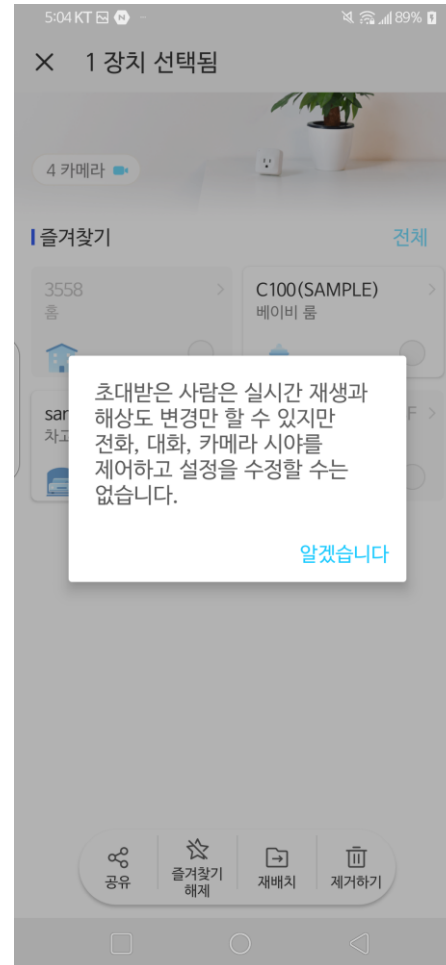 5:04 KT N 89%
1 장치 선택됨
4 카메라
즐겨찾기 전체
3558
홈
C100(SAMPLE)
베이비 룸
초대받은 사람은 실시간 재생과
해상도 변경만 할 수 있지만
전화, 대화, 카메라 시야를
제어하고 설정을 수정할 수는
없습니다.
알겠습니다
공유
즐겨찾기
해제
재배치
제거하기